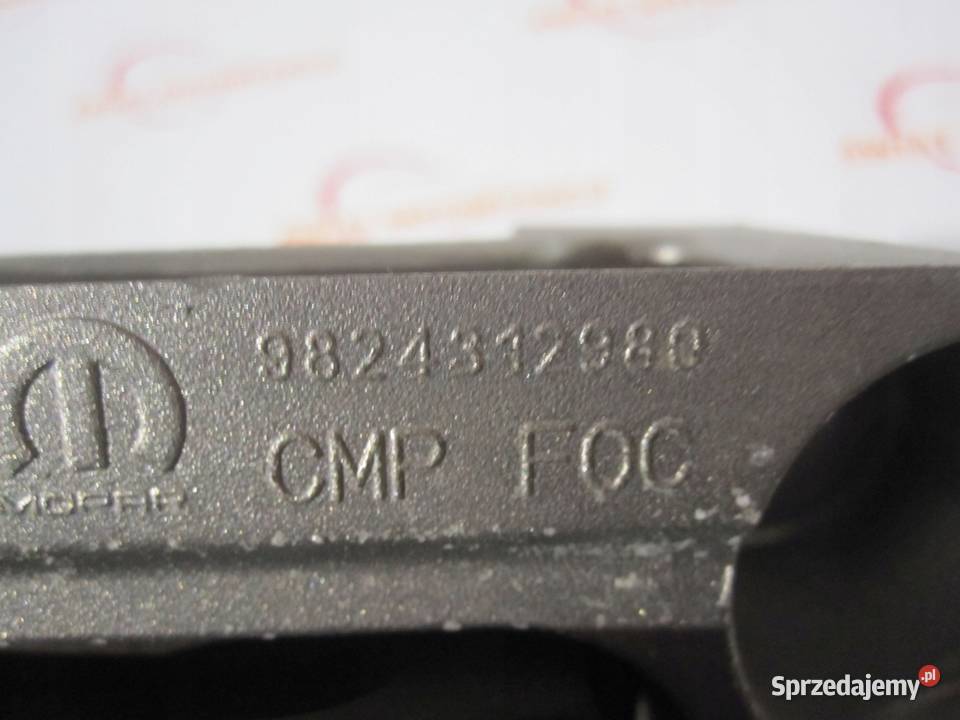 9824312980
CMP FOC
MOPAR
Sprzedajemy.pl